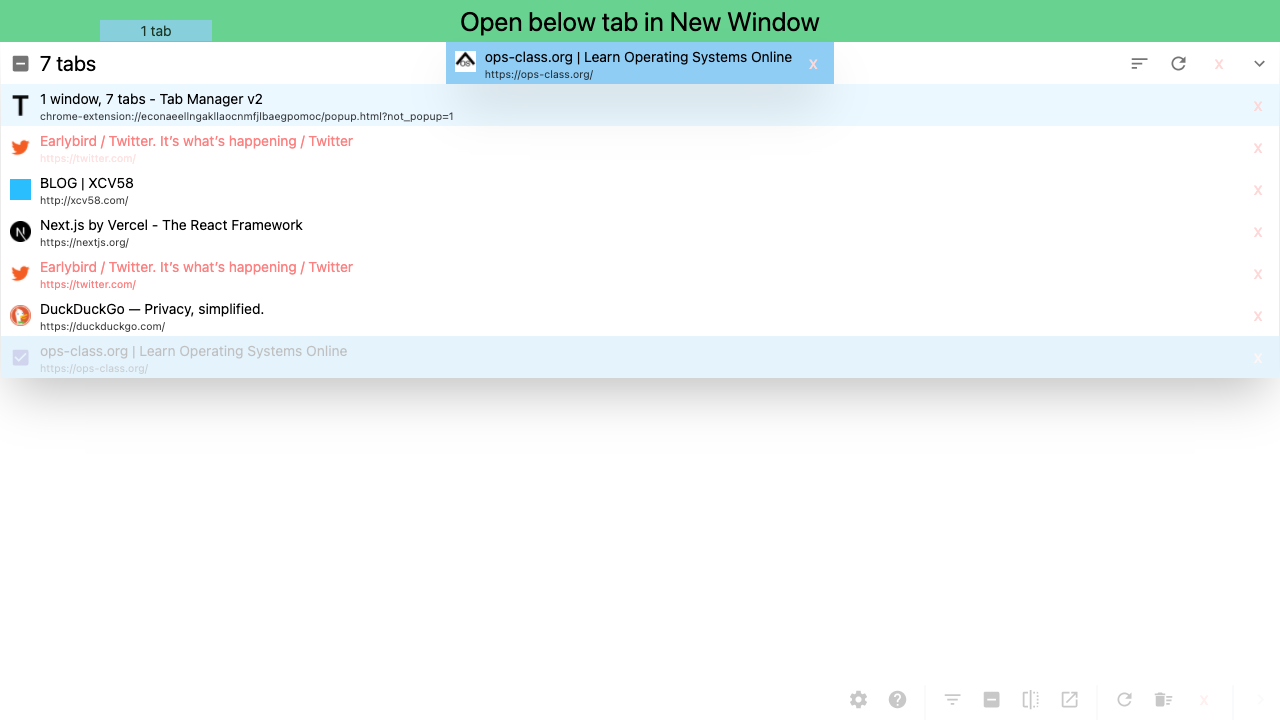 Open below tab in New Window
1 tab
ops-class.org | Learn Operating Systems Online
https://ops-class.org/
x
7 tabs
x
T
1 window, 7 tabs - Tab Manager v2
chrome-extension://econaeellngakllaocnmfjlbaegpomoc/popup.html?not_popup=1
x
Earlybird / Twitter. It’s what’s happening / Twitter
https://twitter.com/
x
BLOG | XCV58
http://xcv58.com/
x
N
Next.js by Vercel - The React Framework
https://nextjs.org/
x
Earlybird / Twitter. It’s what’s happening / Twitter
https://twitter.com/
x
DuckDuckGo — Privacy, simplified.
https://duckduckgo.com/
x
ops-class.org | Learn Operating Systems Online
https://ops-class.org/
x
x